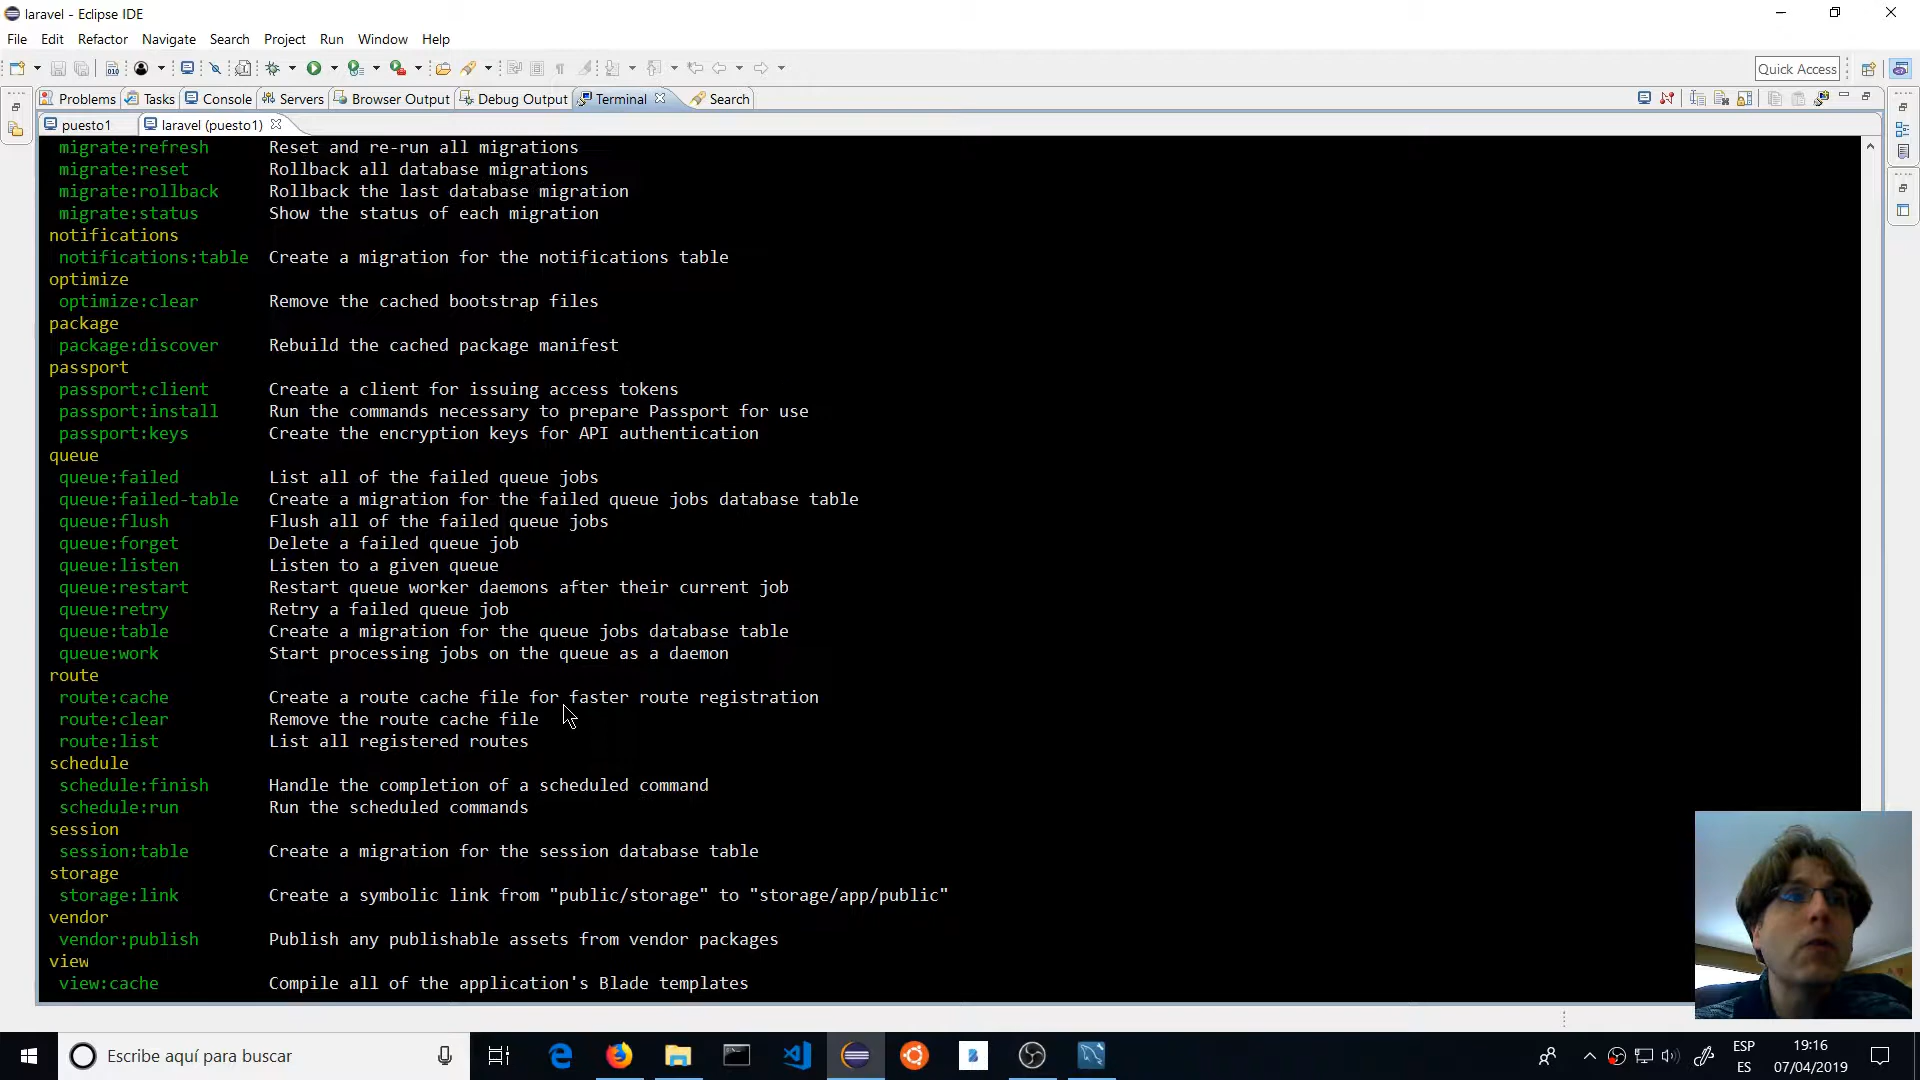 laravel - Eclipse IDE
File Edit Refactor Navigate Search Project Run Window Help
Quick Access
Problems Tasks Console Servers Browser Output Debug Output Terminal Search
puesto1 laravel (puesto1)
migrate:refresh Reset and re-run all migrations
migrate:reset Rollback all database migrations
migrate:rollback Rollback the last database migration
migrate:status Show the status of each migration
notifications
notifications:table Create a migration for the notifications table
optimize
optimize:clear Remove the cached bootstrap files
package
package:discover Rebuild the cached package manifest
passport
passport:client Create a client for issuing access tokens
passport:install Run the commands necessary to prepare Passport for use
passport:keys Create the encryption keys for API authentication
queue
queue:failed List all of the failed queue jobs
queue:failed-table Create a migration for the failed queue jobs database table
queue:flush Flush all of the failed queue jobs
queue:forget Delete a failed queue job
queue:listen Listen to a given queue
queue:restart Restart queue worker daemons after their current job
queue:retry Retry a failed queue job
queue:table Create a migration for the queue jobs database table
queue:work Start processing jobs on the queue as a daemon
route
route:cache Create a route cache file for faster route registration
route:clear Remove the route cache file
route:list List all registered routes
schedule
schedule:finish Handle the completion of a scheduled command
schedule:run Run the scheduled commands
session
session:table Create a migration for the session database table
storage
storage:link Create a symbolic link from "public/storage" to "storage/app/public"
vendor
vendor:publish Publish any publishable assets from vendor packages
view
view:cache Compile all of the application's Blade templates
Escribe aquí para buscar
ESP 19:16
ES 07/04/2019